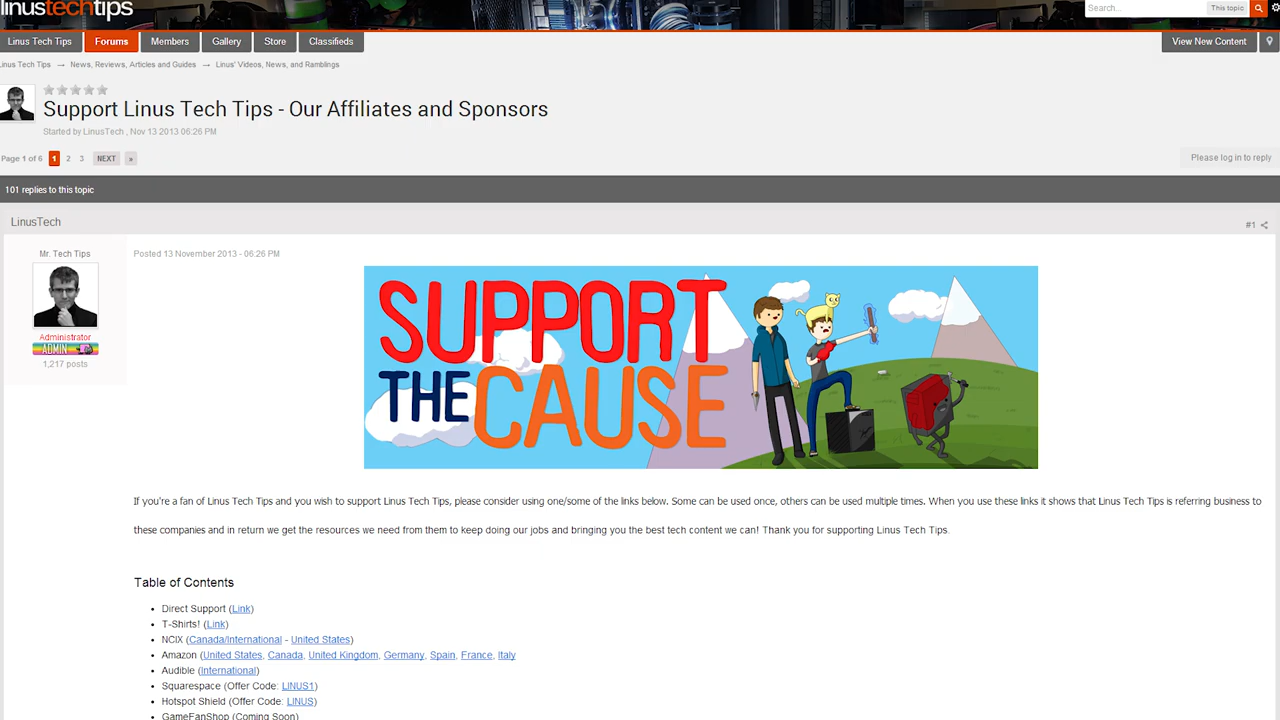 linustechtips
Search... This topic
Linus Tech Tips Forums Members Gallery Store Classifieds View New Content
Linus Tech Tips → News, Reviews, Articles and Guides → Linus' Videos, News, and Ramblings
Support Linus Tech Tips - Our Affiliates and Sponsors
Started by LinusTech , Nov 13 2013 06:26 PM
Page 1 of 6 1 2 3 NEXT » Please log in to reply
101 replies to this topic
LinusTech #1
Mr. Tech Tips Posted 13 November 2013 - 06:26 PM
Administrator
ADMIN
1,217 posts
SUPPORT
THE CAUSE
If you're a fan of Linus Tech Tips and you wish to support Linus Tech Tips, please consider using one/some of the links below. Some can be used once, others can be used multiple times. When you use these links it shows that Linus Tech Tips is referring business to
these companies and in return we get the resources we need from them to keep doing our jobs and bringing you the best tech content we can! Thank you for supporting Linus Tech Tips.
Table of Contents
• Direct Support (Link)
• T-Shirts! (Link)
• NCIX (Canada/International - United States)
• Amazon (United States, Canada, United Kingdom, Germany, Spain, France, Italy
• Audible (International)
• Squarespace (Offer Code: LINUS1)
• Hotspot Shield (Offer Code: LINUS)
• GameFanShop (Coming Soon)